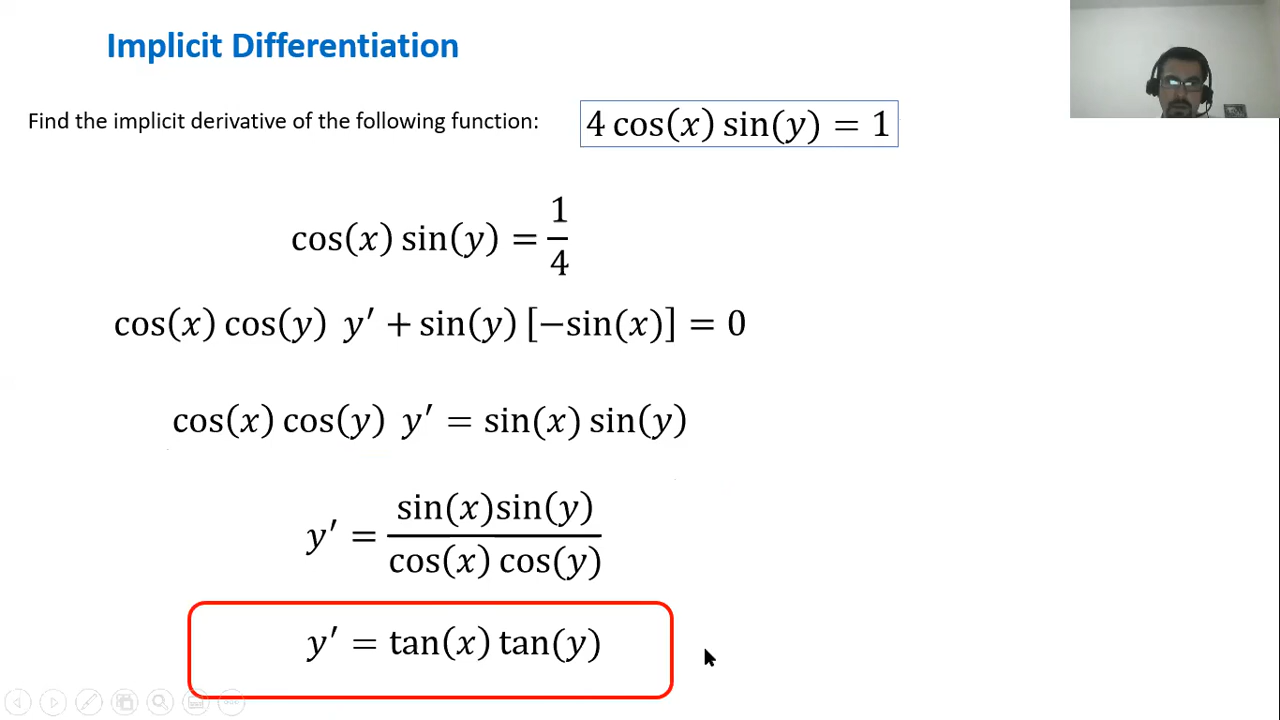 Implicit Differentiation
Find the implicit derivative of the following function: 4 cos(x) sin(y) = 1
cos(x) sin(y) = 1/4
cos(x) cos(y) y′ + sin(y) [−sin(x)] = 0
cos(x) cos(y) y′ = sin(x) sin(y)
y′ = sin(x)sin(y) / cos(x) cos(y)
y′ = tan(x) tan(y)